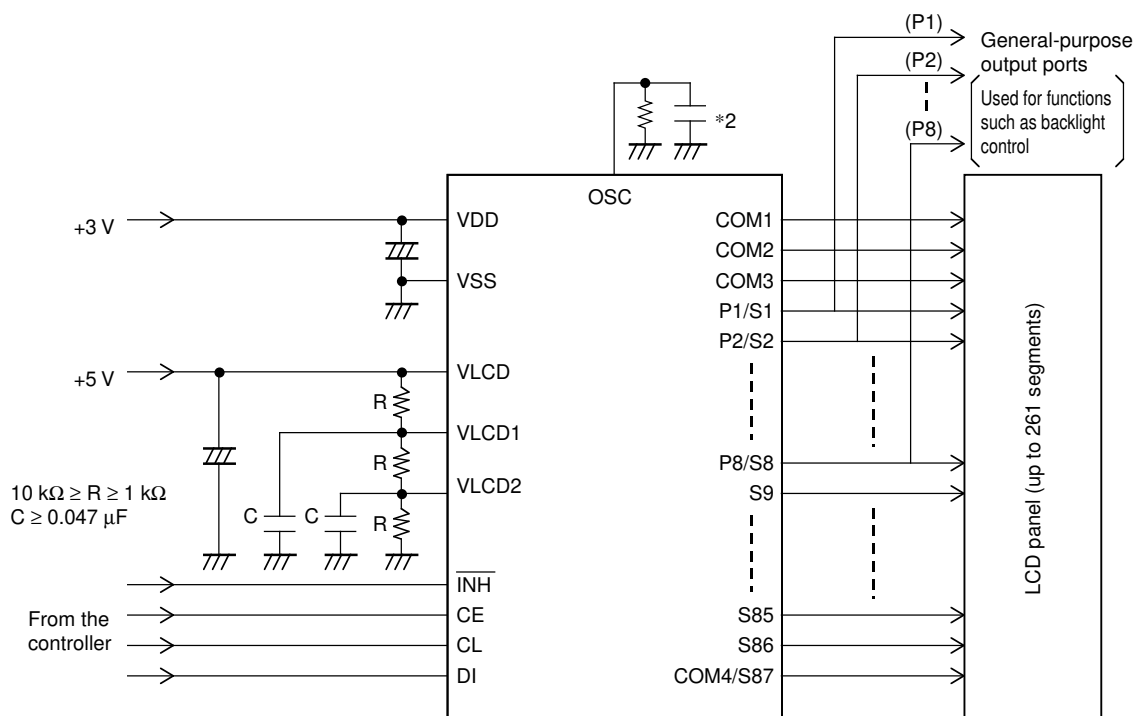 (P1)
General-purpose
output ports
(P2)
Used for functions
such as backlight
control
(P8)
*2
OSC
+3 V
VDD
VSS
+5 V
VLCD
R
VLCD1
R
VLCD2
R
C
C
10 kΩ ≥ R ≥ 1 kΩ
C ≥ 0.047 µF
From the
controller
INH
CE
CL
DI
COM1
COM2
COM3
P1/S1
P2/S2
P8/S8
S9
S85
S86
COM4/S87
LCD panel (up to 261 segments)